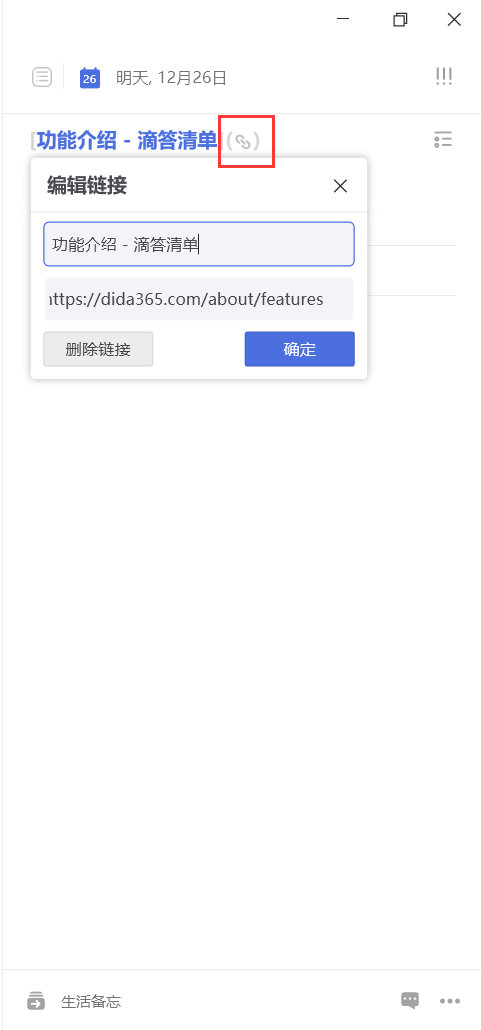 26 明天, 12月26日
[功能介绍 - 滴答清单]()
编辑链接
功能介绍 - 滴答清单
ttps://dida365.com/about/features
删除链接 确定
生活备忘